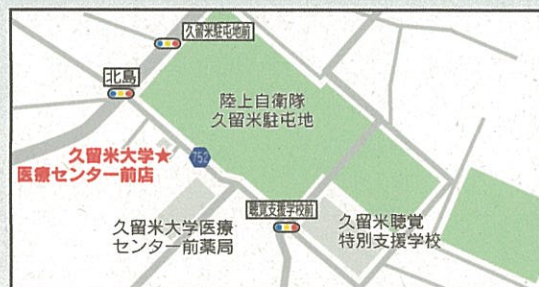 久留米駐屯地前
北島
陸上自衛隊
久留米駐屯地
久留米大学★
医療センター前店
752
聴覚支援学校前
久留米大学医療
センター前薬局
久留米聴覚
特別支援学校